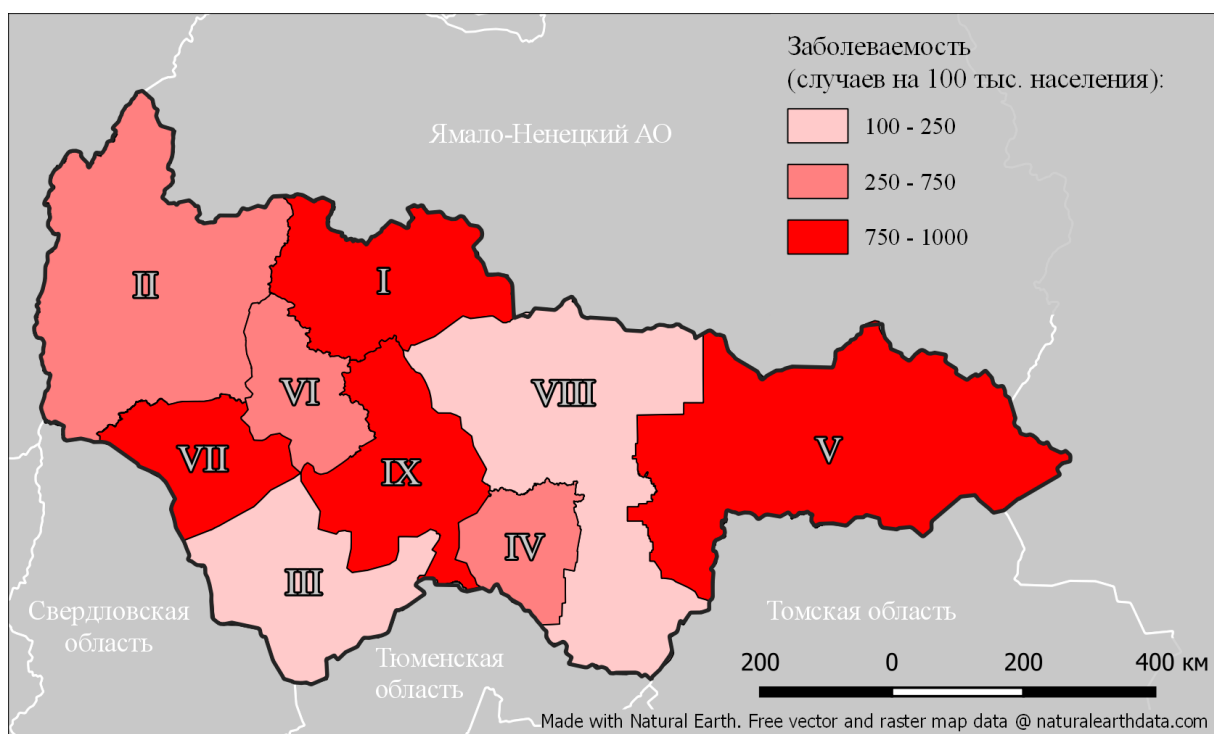 Заболеваемость
(случаев на 100 тыс. населения):
100 - 250
250 - 750
750 - 1000
Ямало-Ненецкий АО
I
II
VI
VIII
V
VII
IX
IV
III
Свердловская
область
Томская область
Тюменская
область
200 0 200 400 км
Made with Natural Earth. Free vector and raster map data @ naturalearthdata.com